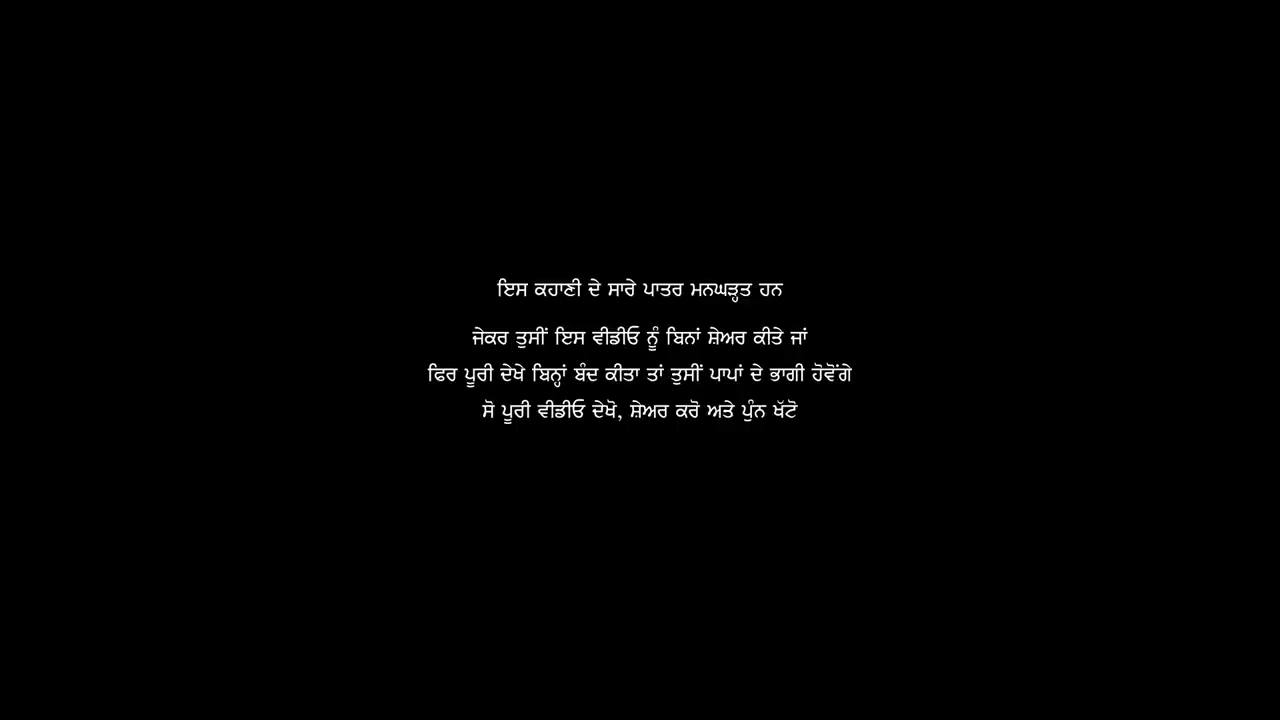 ਇਸ ਕਹਾਣੀ ਦੇ ਸਾਰੇ ਪਾਤਰ ਮਨਘੜ੍ਹਤ ਹਨ
ਜੇਕਰ ਤੁਸੀਂ ਇਸ ਵੀਡੀਓ ਨੂੰ ਬਿਨਾਂ ਸ਼ੇਅਰ ਕੀਤੇ ਜਾਂ
ਫਿਰ ਪੂਰੀ ਦੇਖੇ ਬਿਨ੍ਹਾਂ ਬੰਦ ਕੀਤਾ ਤਾਂ ਤੁਸੀਂ ਪਾਪਾਂ ਦੇ ਭਾਗੀ ਹੋਵੋਂਗੇ
ਸੋ ਪੂਰੀ ਵੀਡੀਓ ਦੇਖੋ, ਸ਼ੇਅਰ ਕਰੋ ਅਤੇ ਪੁੰਨ ਖੱਟੋ